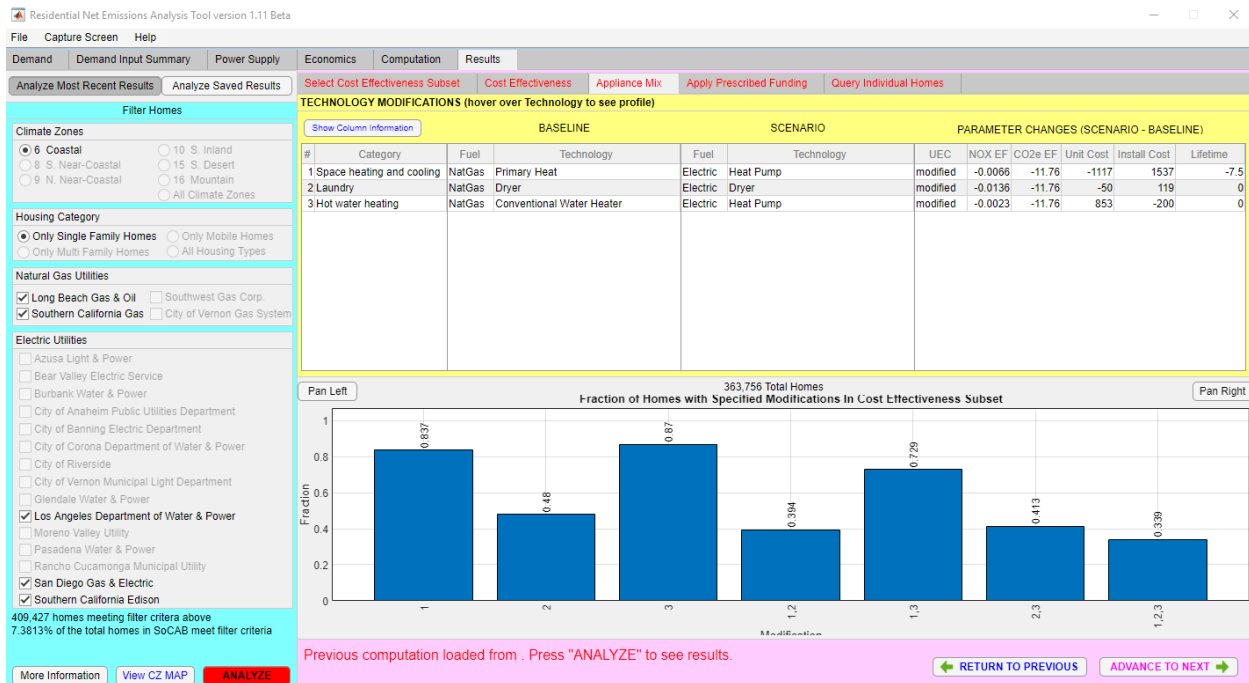 Residential Net Emissions Analysis Tool version 1.11 Beta
File Capture Screen Help
Demand Demand Input Summary Power Supply Economics Computation Results
Analyze Most Recent Results Analyze Saved Results
Select Cost Effectiveness Subset Cost Effectiveness Appliance Mix Apply Prescribed Funding Query Individual Homes
Filter Homes
Climate Zones
6 Coastal 10 S. Inland
8 S. Near-Coastal 15 S. Desert
9 N. Near-Coastal 16 Mountain
All Climate Zones
Housing Category
Only Single Family Homes Only Mobile Homes
Only Multi Family Homes All Housing Types
Natural Gas Utilities
Long Beach Gas & Oil Southwest Gas Corp.
Southern California Gas City of Vernon Gas System
Electric Utilities
Azusa Light & Power
Bear Valley Electric Service
Burbank Water & Power
City of Anaheim Public Utilities Department
City of Banning Electric Department
City of Corona Department of Water & Power
City of Riverside
City of Vernon Municipal Light Department
Glendale Water & Power
Los Angeles Department of Water & Power
Moreno Valley Utility
Pasadena Water & Power
Rancho Cucamonga Municipal Utility
San Diego Gas & Electric
Southern California Edison
409,427 homes meeting filter critera above
7.3813% of the total homes in SoCAB meet filter criteria
More Information View CZ MAP ANALYZE
TECHNOLOGY MODIFICATIONS (hover over Technology to see profile)
Show Column Information BASELINE SCENARIO PARAMETER CHANGES (SCENARIO - BASELINE)
# Category Fuel Technology Fuel Technology UEC NOX EF CO2e EF Unit Cost Install Cost Lifetime
1 Space heating and cooling NatGas Primary Heat Electric Heat Pump modified -0.0066 -11.76 -1117 1537 -7.5
2 Laundry NatGas Dryer Electric Dryer modified -0.0136 -11.76 -50 119 0
3 Hot water heating NatGas Conventional Water Heater Electric Heat Pump modified -0.0023 -11.76 853 -200 0
Pan Left 363,756 Total Homes Pan Right
Fraction of Homes with Specified Modifications In Cost Effectiveness Subset
Fraction
1
0.8
0.6
0.4
0.2
0
0.837
0.48
0.87
0.394
0.729
0.413
0.339
1 2 3 1,2 1,3 2,3 1,2,3
Modification
Previous computation loaded from . Press "ANALYZE" to see results.
RETURN TO PREVIOUS ADVANCE TO NEXT